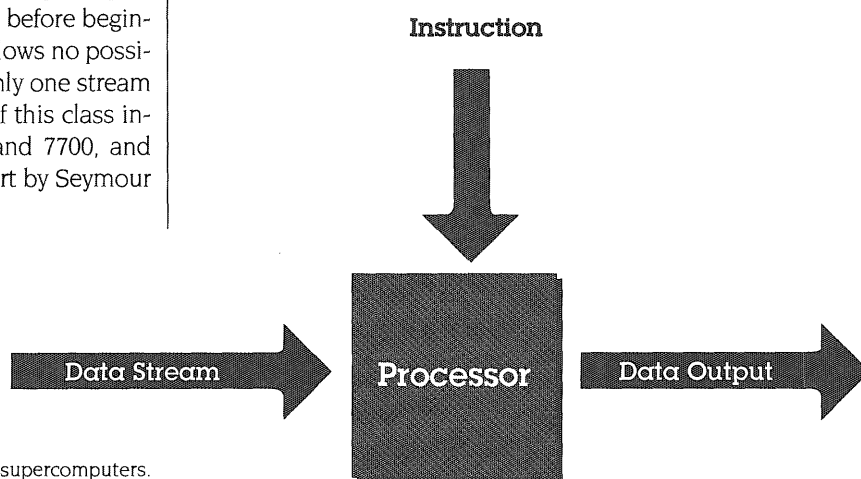 before begin-
lows no possi-
nly one stream
f this class in-
and 7700, and
rt by Seymour
Instruction
Data Stream
Processor
Data Output
supercomputers.